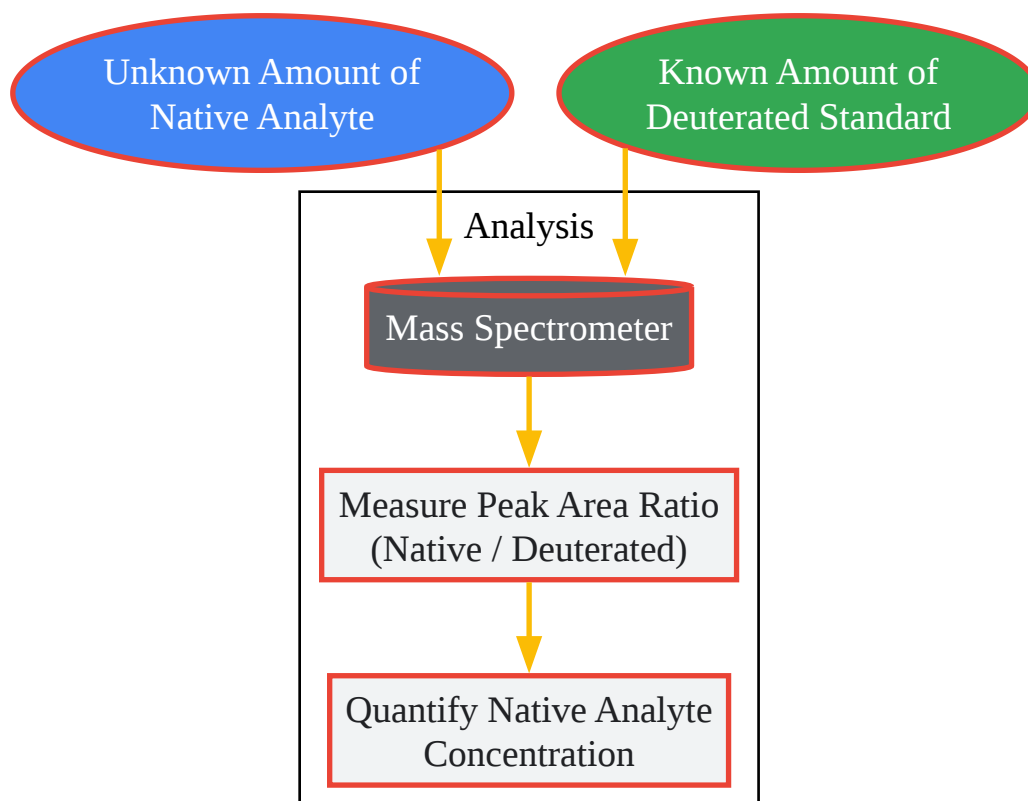 Unknown Amount of
Native Analyte
Known Amount of
Deuterated Standard
Analysis
Mass Spectrometer
Measure Peak Area Ratio
(Native / Deuterated)
Quantify Native Analyte
Concentration